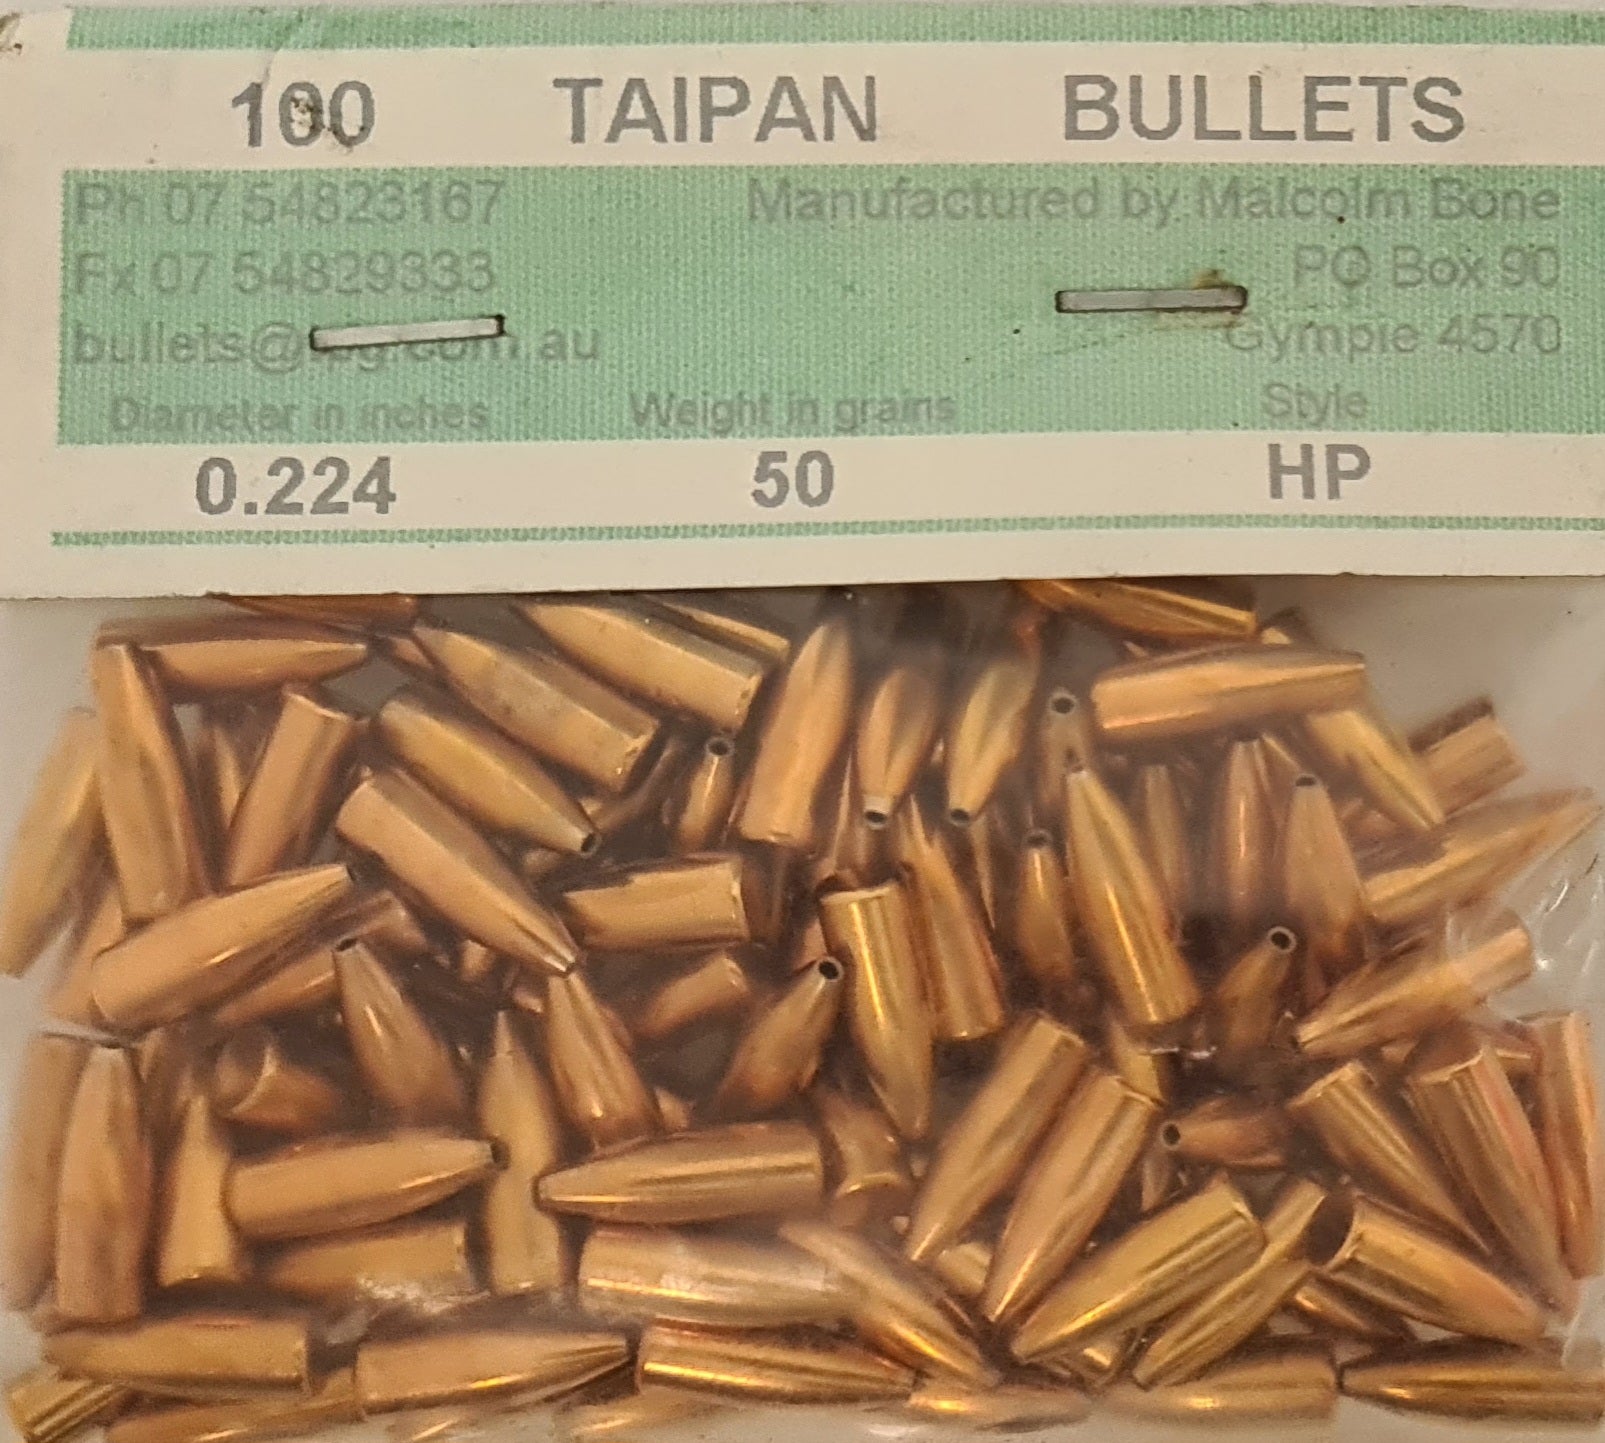 100 TAIPAN BULLETS
Ph 07 54823167 Manufactured by Malcolm Bone
Fx 07 54829333 PO Box 90
Gympie 4570
Diameter in inches Weight in grains Style
0.224 50 HP